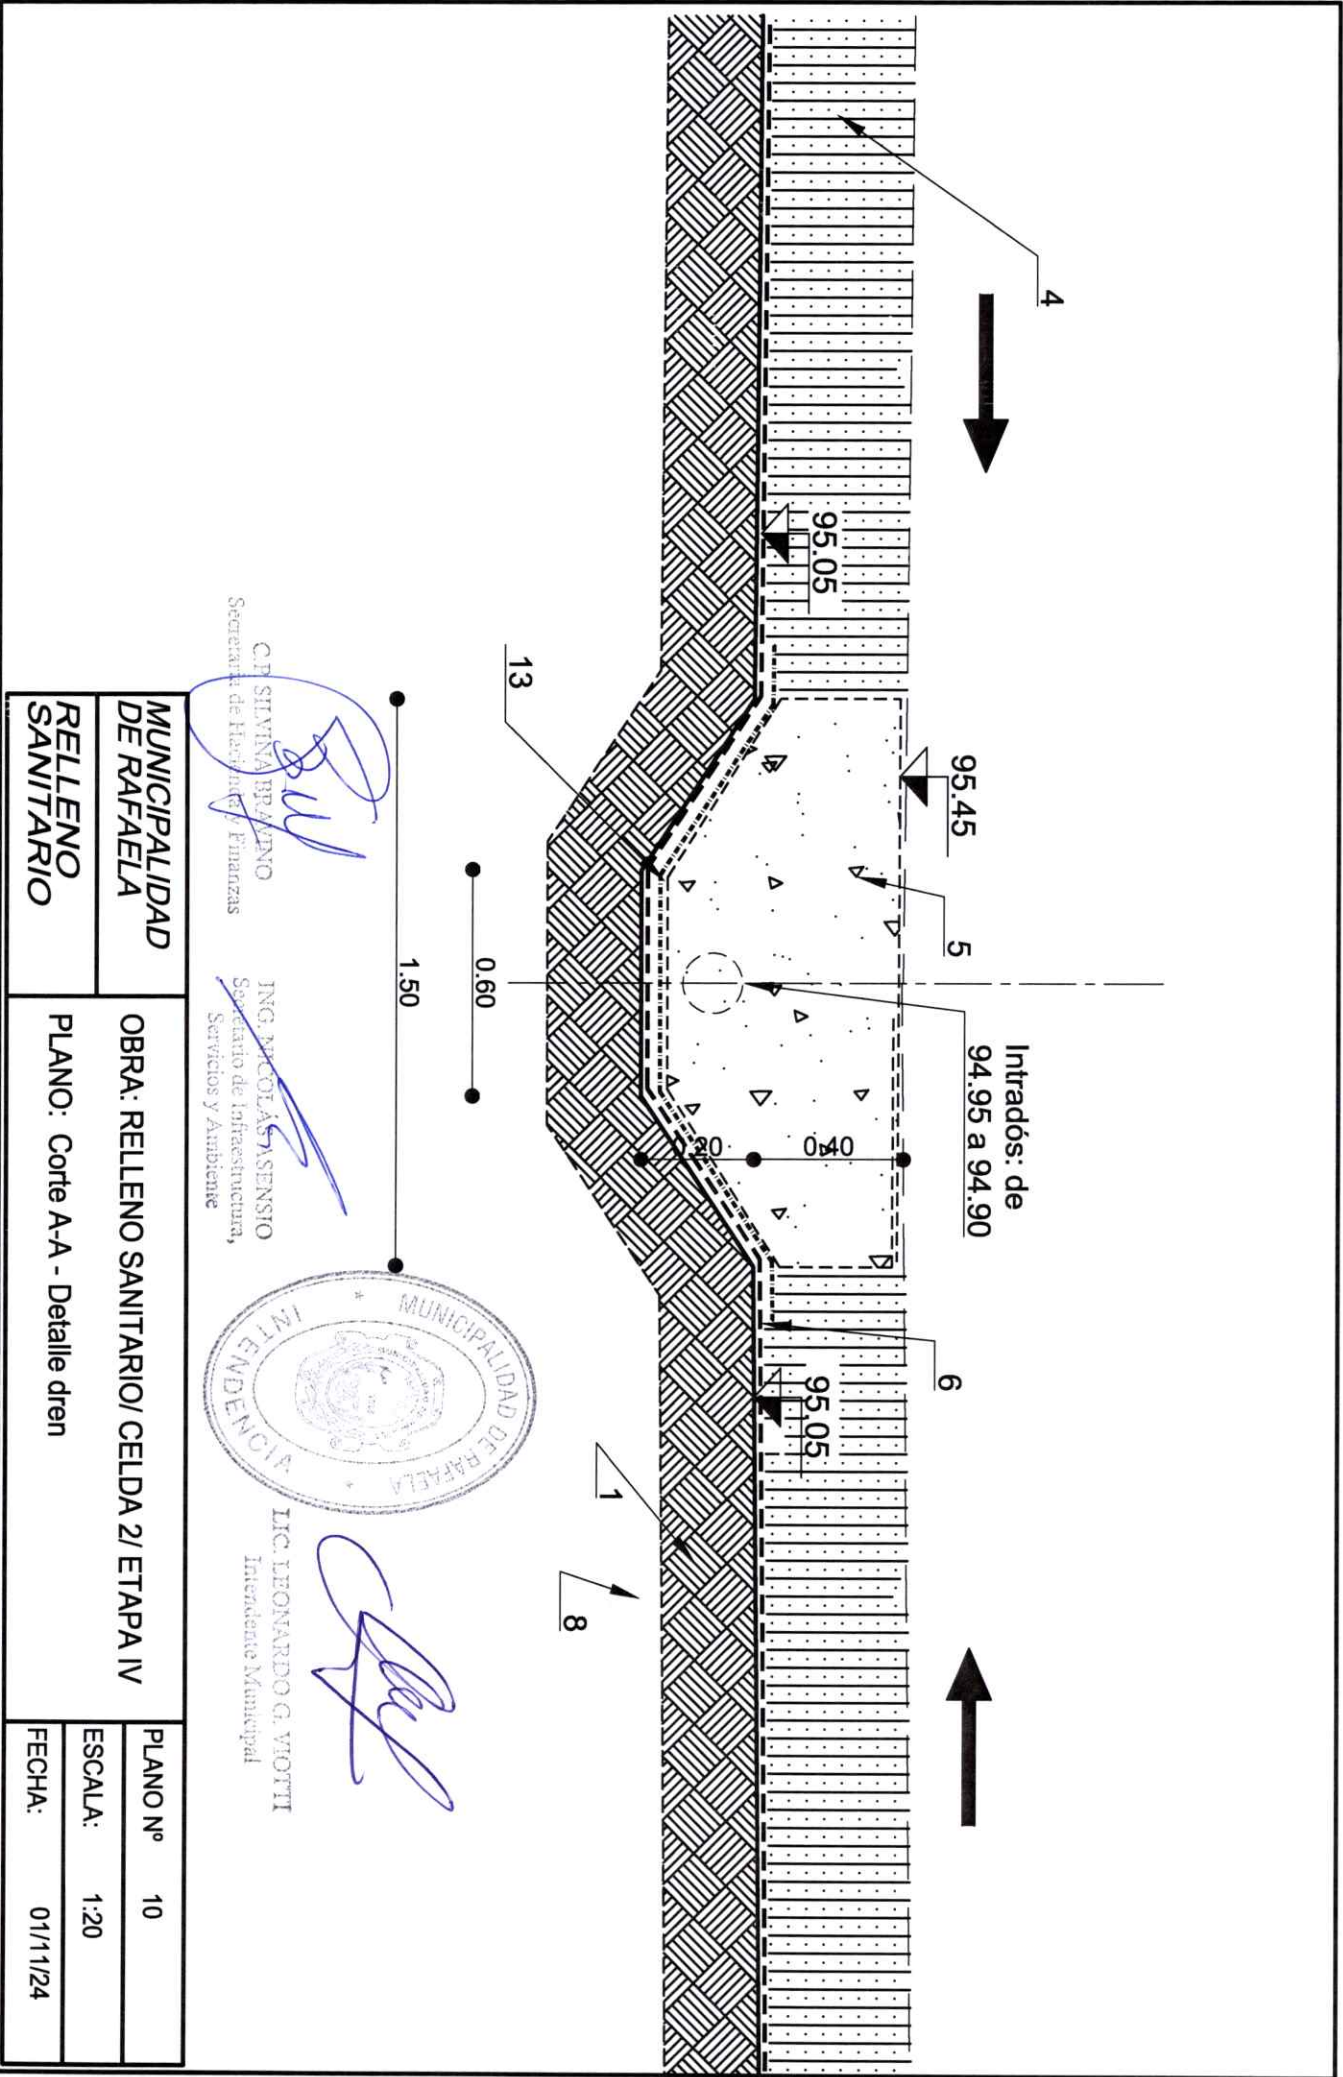 4
95.05
95.45
5
Intradós: de
94.95 a 94.90
6
95.05
0.40
13
1
8
0.60
1.50
C.P. SILVINA BRAVINO
Secretaria de Hacienda y Finanzas
ING. NICOLÁS ASENSIO
Secretario de Infraestructura,
Servicios y Ambiente
MUNICIPALIDAD DE RAFAELA
INTENDENCIA
LIC. LEONARDO G. VIOTTI
Intendente Municipal
MUNICIPALIDAD
DE RAFAELA
RELLENO
SANITARIO
OBRA: RELLENO SANITARIO/ CELDA 2/ ETAPA IV
PLANO: Corte A-A - Detalle dren
PLANO Nº 10
ESCALA: 1:20
FECHA: 01/11/24